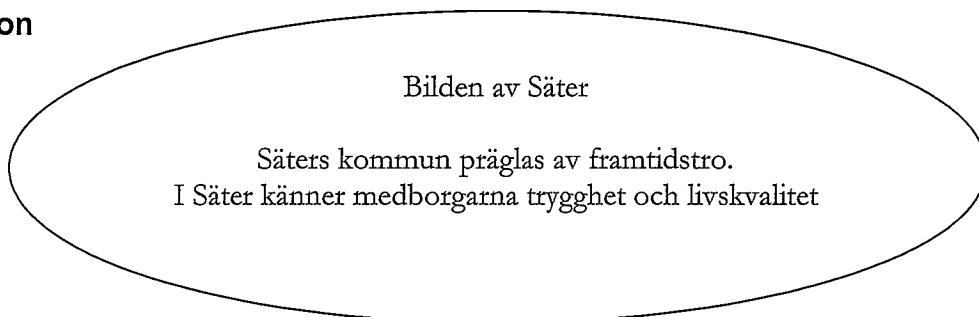 on
Bilden av Säter
Säters kommun präglas av framtidstro.
I Säter känner medborgarna trygghet och livskvalitet